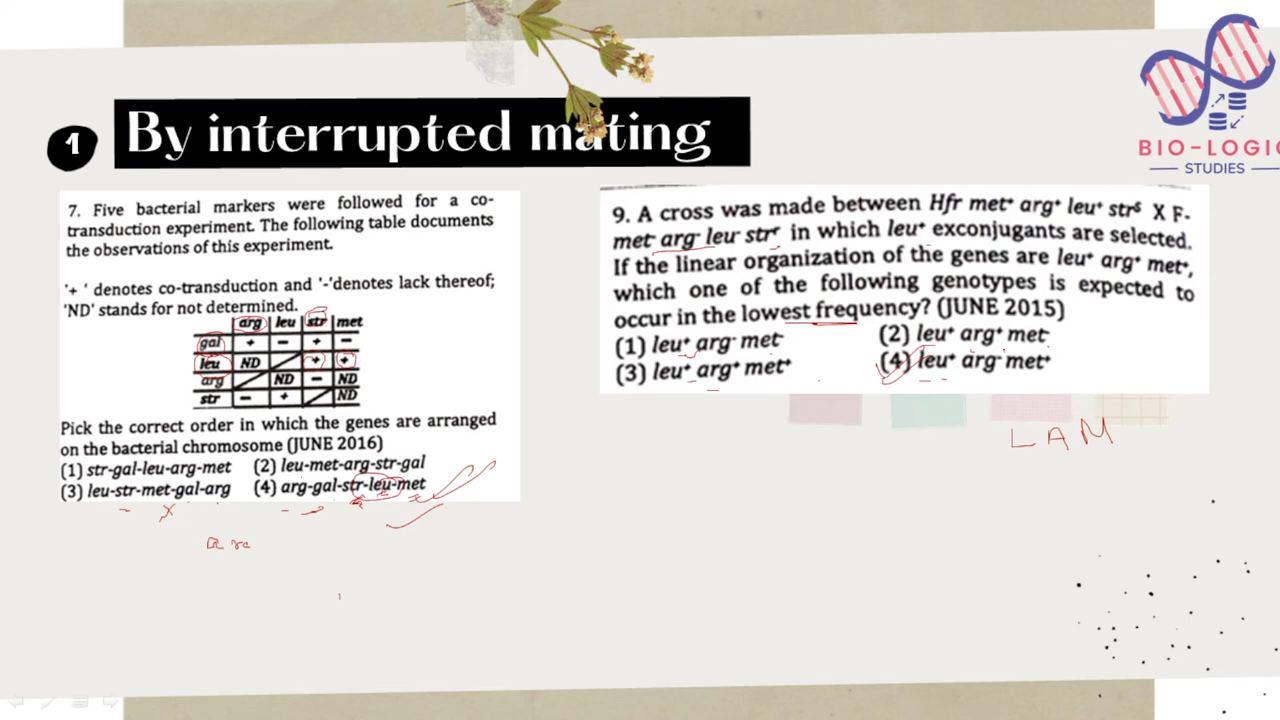 1
By interrupted mating
BIO-LOGIC
STUDIES
7. Five bacterial markers were followed for a co-
transduction experiment. The following table documents
the observations of this experiment.
'+ ' denotes co-transduction and '-'denotes lack thereof;
'ND' stands for not determined.
arg leu str met
gal + - + -
leu ND + +
arg ND - ND
str - + ND
Pick the correct order in which the genes are arranged
on the bacterial chromosome (JUNE 2016)
(1) str-gal-leu-arg-met (2) leu-met-arg-str-gal
(3) leu-str-met-gal-arg (4) arg-gal-str-leu-met
9. A cross was made between Hfr met⁺ arg⁺ leu⁺ strˢ X F-
met⁻ arg⁻ leu⁻ strʳ in which leu⁺ exconjugants are selected.
If the linear organization of the genes are leu⁺ arg⁺ met⁺,
which one of the following genotypes is expected to
occur in the lowest frequency? (JUNE 2015)
(1) leu⁺ arg⁻ met⁻ (2) leu⁺ arg⁺ met⁻
(3) leu⁺ arg⁺ met⁺ (4) leu⁺ arg⁻ met⁺
LAM